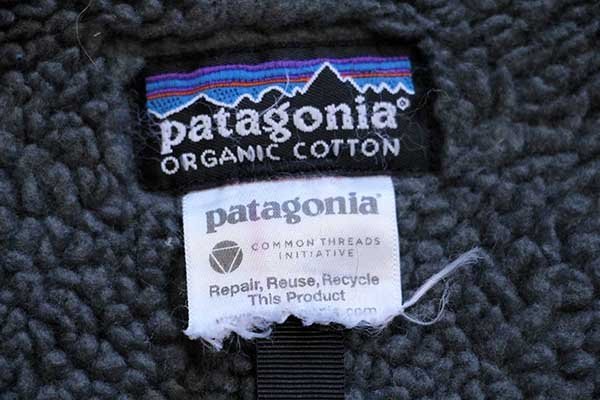 patagonia®
ORGANIC COTTON
patagonia®
COMMON THREADS
INITIATIVE
Repair, Reuse, Recycle
This Product